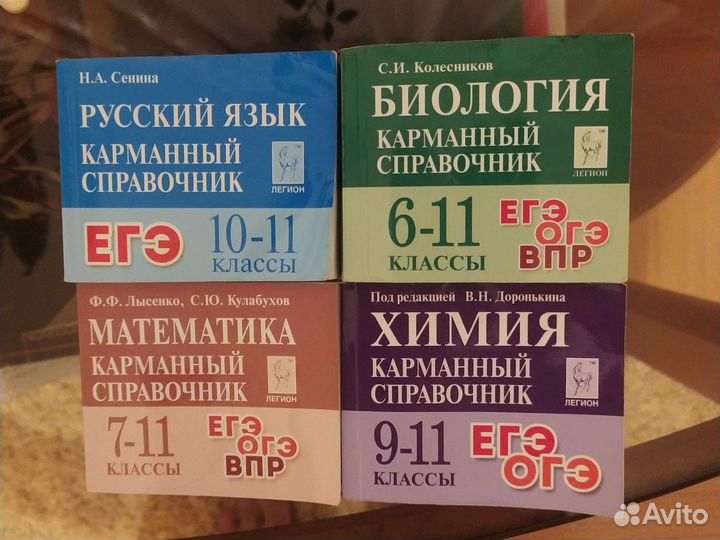 Н.А. Сенина
РУССКИЙ ЯЗЫК
КАРМАННЫЙ
СПРАВОЧНИК
ЛЕГИОН
ЕГЭ
10-11
КЛАССЫ
С.И. Колесников
БИОЛОГИЯ
КАРМАННЫЙ
СПРАВОЧНИК
ЛЕГИОН
6-11
КЛАССЫ
ЕГЭ
ОГЭ
ВПР
Ф.Ф. Лысенко, С.Ю. Кулабухов
МАТЕМАТИКА
КАРМАННЫЙ
СПРАВОЧНИК
ЛЕГИОН
7-11
КЛАССЫ
ЕГЭ
ОГЭ
ВПР
Под редакцией В.Н. Доронькина
ХИМИЯ
КАРМАННЫЙ
СПРАВОЧНИК
ЛЕГИОН
9-11
КЛАССЫ
ЕГЭ
ОГЭ
Avito